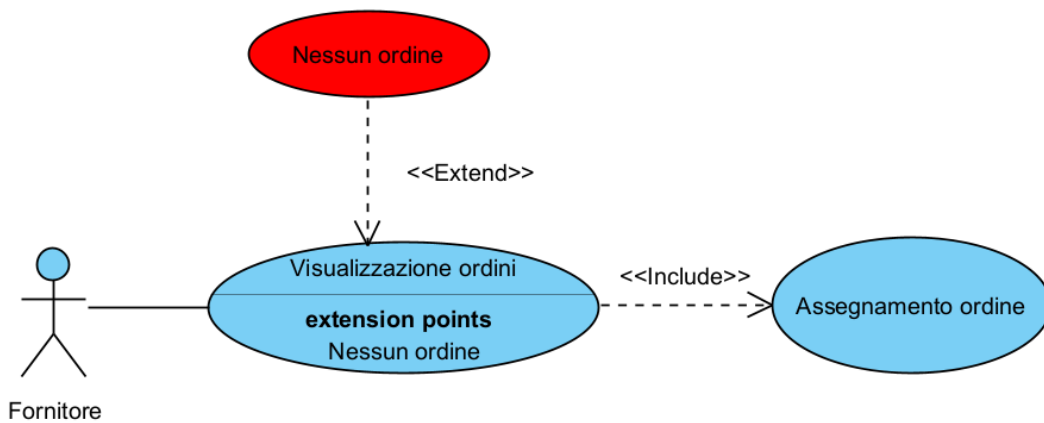 Nessun ordine
<<Extend>>
Visualizzazione ordini
<<Include>>
extension points
Nessun ordine
Assegnamento ordine
Fornitore